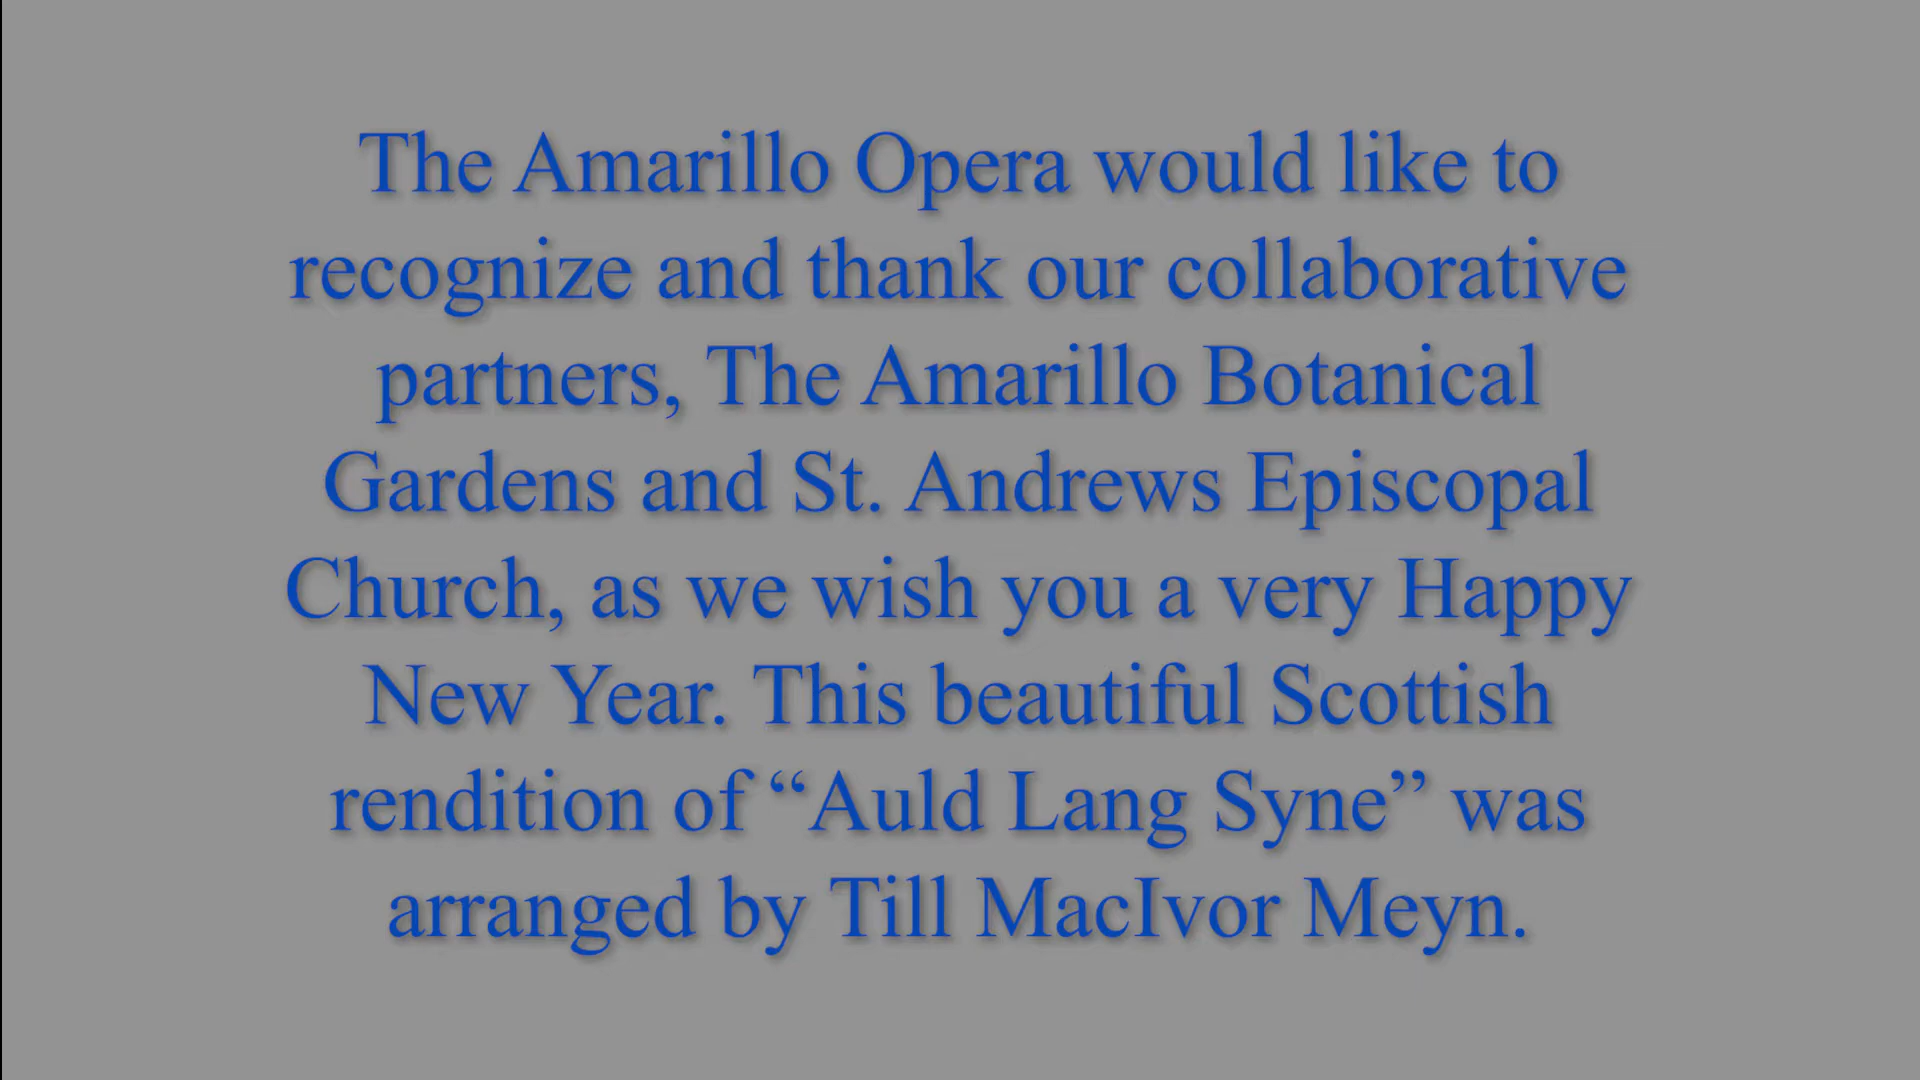 The Amarillo Opera would like to
recognize and thank our collaborative
partners, The Amarillo Botanical
Gardens and St. Andrews Episcopal
Church, as we wish you a very Happy
New Year. This beautiful Scottish
rendition of “Auld Lang Syne” was
arranged by Till MacIvor Meyn.